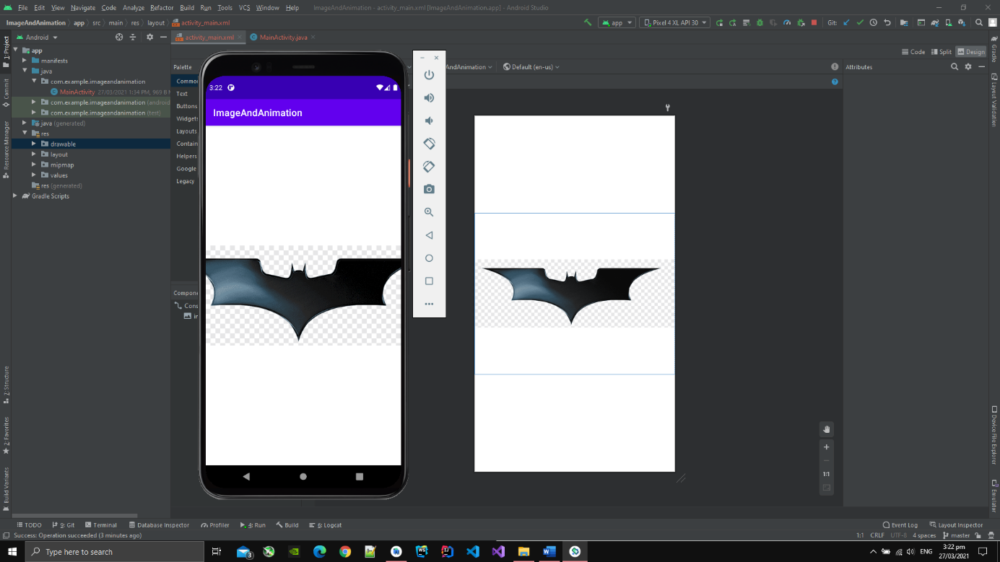 File Edit View Navigate Code Analyze Refactor Build Run Tools VCS Window Help ImageAndAnimation - activity_main.xml [ImageAndAnimation.app] - Android Studio
ImageAndAnimation app src main res layout activity_main.xml app Pixel 4 XL API 30 Git:
Android activity_main.xml MainActivity.java
Code Split Design
Palette AndAnimation Default (en-us) Attributes
1: Project
Commit
Resource Manager
Z: Structure
2: Favorites
Build Variants
app
manifests
java
com.example.imageandanimation
MainActivity 27/03/2021 1:34 PM, 969 B
com.example.imageandanimation (android
com.example.imageandanimation (test)
java (generated)
res
drawable
layout
mipmap
values
res (generated)
Gradle Scripts
Commo
Text
Buttons
Widgets
Layouts
Contain
Helpers
Google
Legacy
Compone
Cons
in
3:22
ImageAndAnimation
1:1
Gradle
Layout Validation
Device File Explorer
Emulator
TODO 9: Git Terminal Database Inspector Profiler 4: Run Build 6: Logcat Event Log Layout Inspector
Success: Operation succeeded (3 minutes ago) 1:1 CRLF UTF-8 4 spaces master
Type here to search 3 WS ENG 3:22 pm
27/03/2021